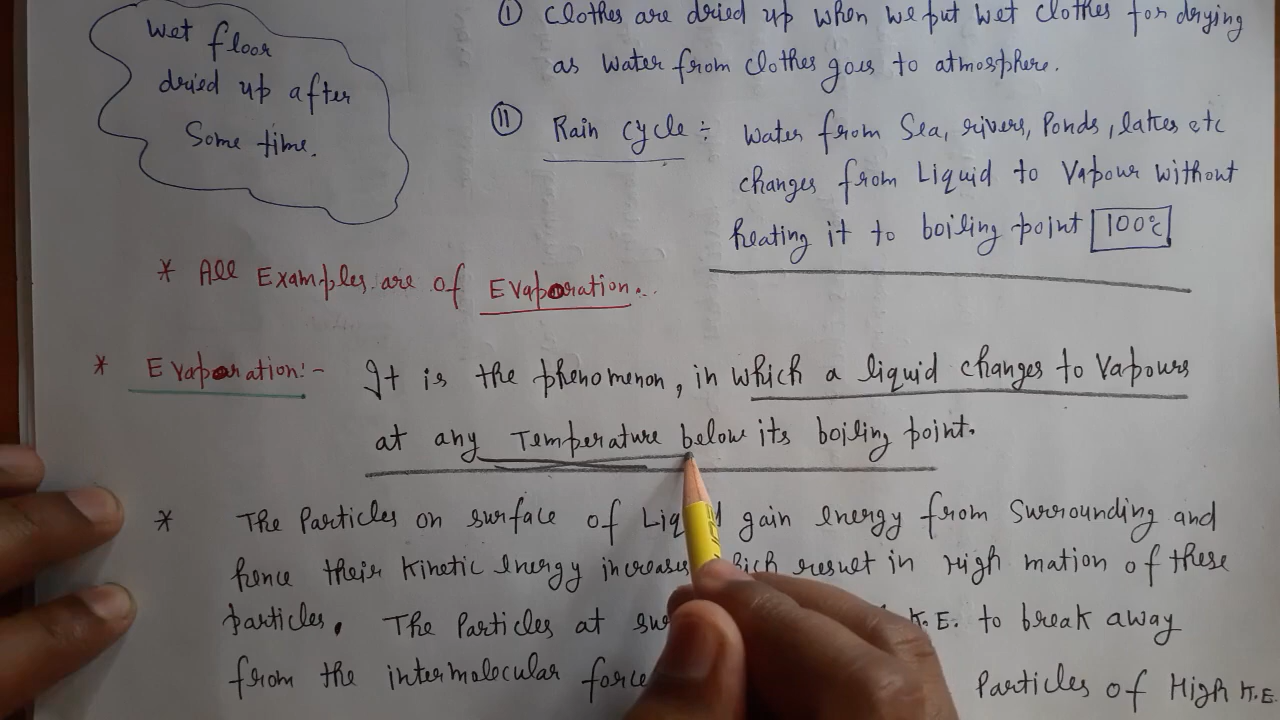 Wet floor
dried up after
Some time.
① Clothes are dried up when we put wet clothes for drying
as water from clothes goes to atmosphere.
⑪ Rain cycle ÷ Water from Sea, rivers, Ponds, lakes etc
changes from Liquid to Vapour without
heating it to boiling point 100°C
* All Examples are of Evaporation.
* Evaporation:- It is the phenomenon, in which a liquid changes to Vapours
at any Temperature below its boiling point.
* The Particles on surface of gain energy from Surrounding and
hence their Kinetic energy increases result in High motion of these
particles. The Particles at K.E. to break away
from the intermolecular Particles of High K.E.